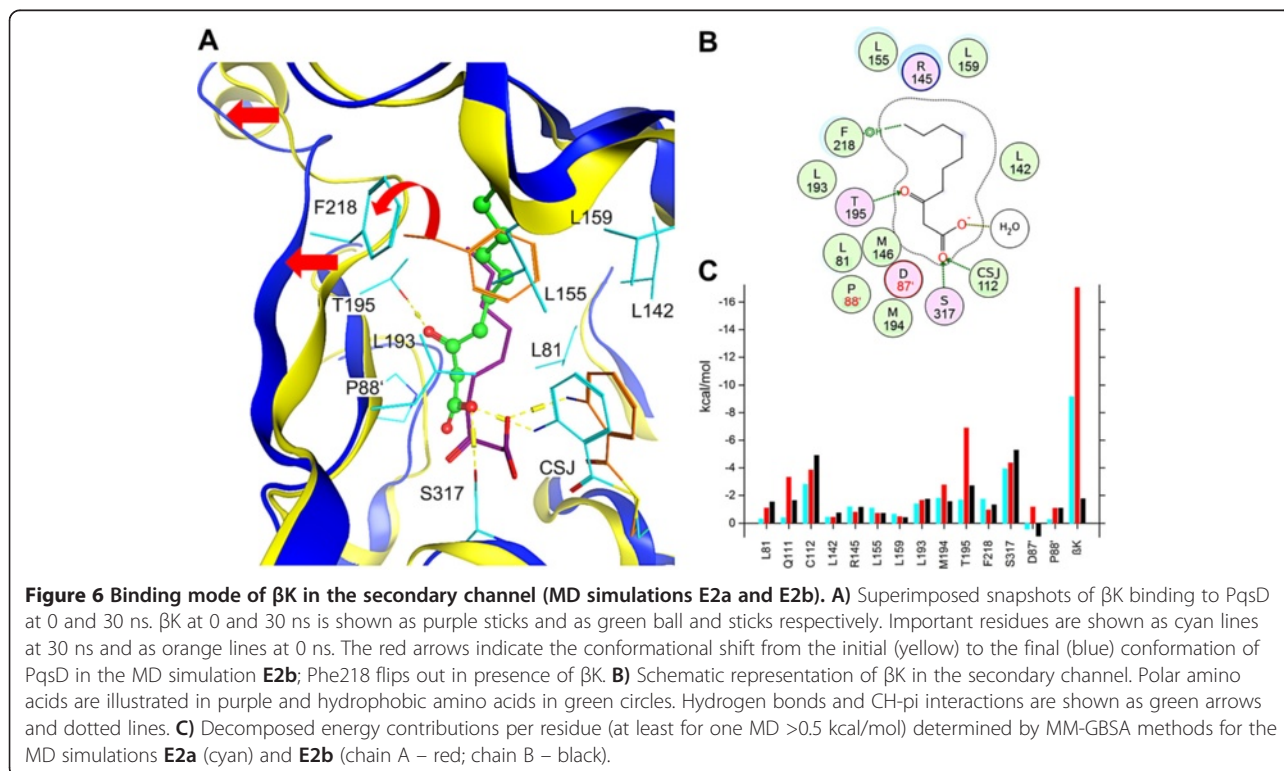 A
F218
T195
L193
P88'
S317
L159
L155
L142
L81
CSJ
B
L
155
R
145
L
159
F
218
H
L
193
T
195
L
142
L
81
M
146
P
88'
D
87'
M
194
S
317
CSJ
112
H₂O
O
O⁻
O
C
kcal/mol
-16
-14
-12
-10
-8
-6
-4
-2
0
L81
Q111
C112
L142
R145
L155
L159
L193
M194
T195
F218
S317
D87'
P88'
ßK
Figure 6 Binding mode of βK in the secondary channel (MD simulations E2a and E2b). A) Superimposed snapshots of βK binding to PqsD
at 0 and 30 ns. βK at 0 and 30 ns is shown as purple sticks and as green ball and sticks respectively. Important residues are shown as cyan lines
at 30 ns and as orange lines at 0 ns. The red arrows indicate the conformational shift from the initial (yellow) to the final (blue) conformation of
PqsD in the MD simulation E2b; Phe218 flips out in presence of βK. B) Schematic representation of βK in the secondary channel. Polar amino
acids are illustrated in purple and hydrophobic amino acids in green circles. Hydrogen bonds and CH-pi interactions are shown as green arrows
and dotted lines. C) Decomposed energy contributions per residue (at least for one MD >0.5 kcal/mol) determined by MM-GBSA methods for the
MD simulations E2a (cyan) and E2b (chain A – red; chain B – black).